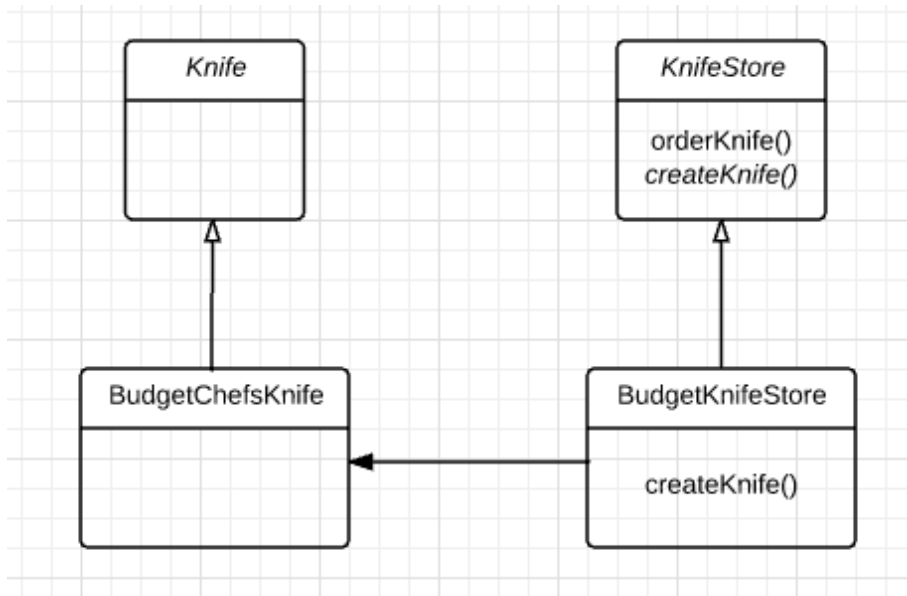 Knife
KnifeStore
orderKnife()
createKnife()
BudgetChefsKnife
BudgetKnifeStore
createKnife()